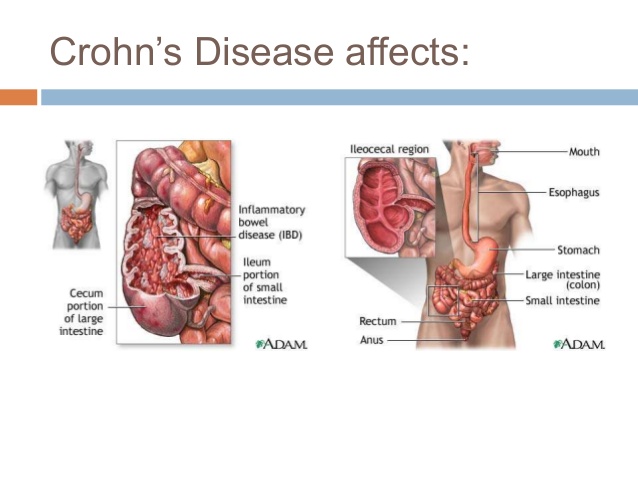 Crohn's Disease affects:
Inflammatory
bowel
disease (IBD)
Ileum
portion
of small
intestine
Cecum
portion
of large
intestine
ADAM.
Ileocecal region
Mouth
Esophagus
Stomach
Large intestine
(colon)
Small intestine
Rectum
Anus
ADAM.